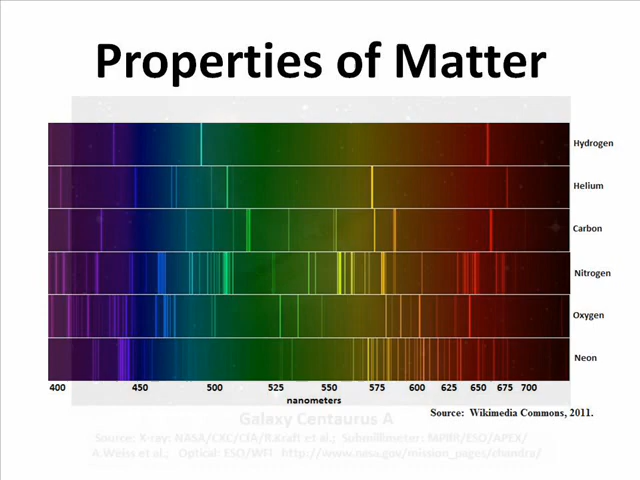 Properties of Matter
Hydrogen
Helium
Carbon
Nitrogen
Oxygen
Neon
400 450 500 525 550 575 600 625 650 675 700
nanometers
Source: Wikimedia Commons, 2011.
Galaxy Centaurus A
Source: X-ray: NASA/CXC/CfA/R.Kraft et al.; Submillimeter: MPIfR/ESO/APEX/
A.Weiss et al.; Optical: ESO/WFI http://www.nasa.gov/mission_pages/chandra/